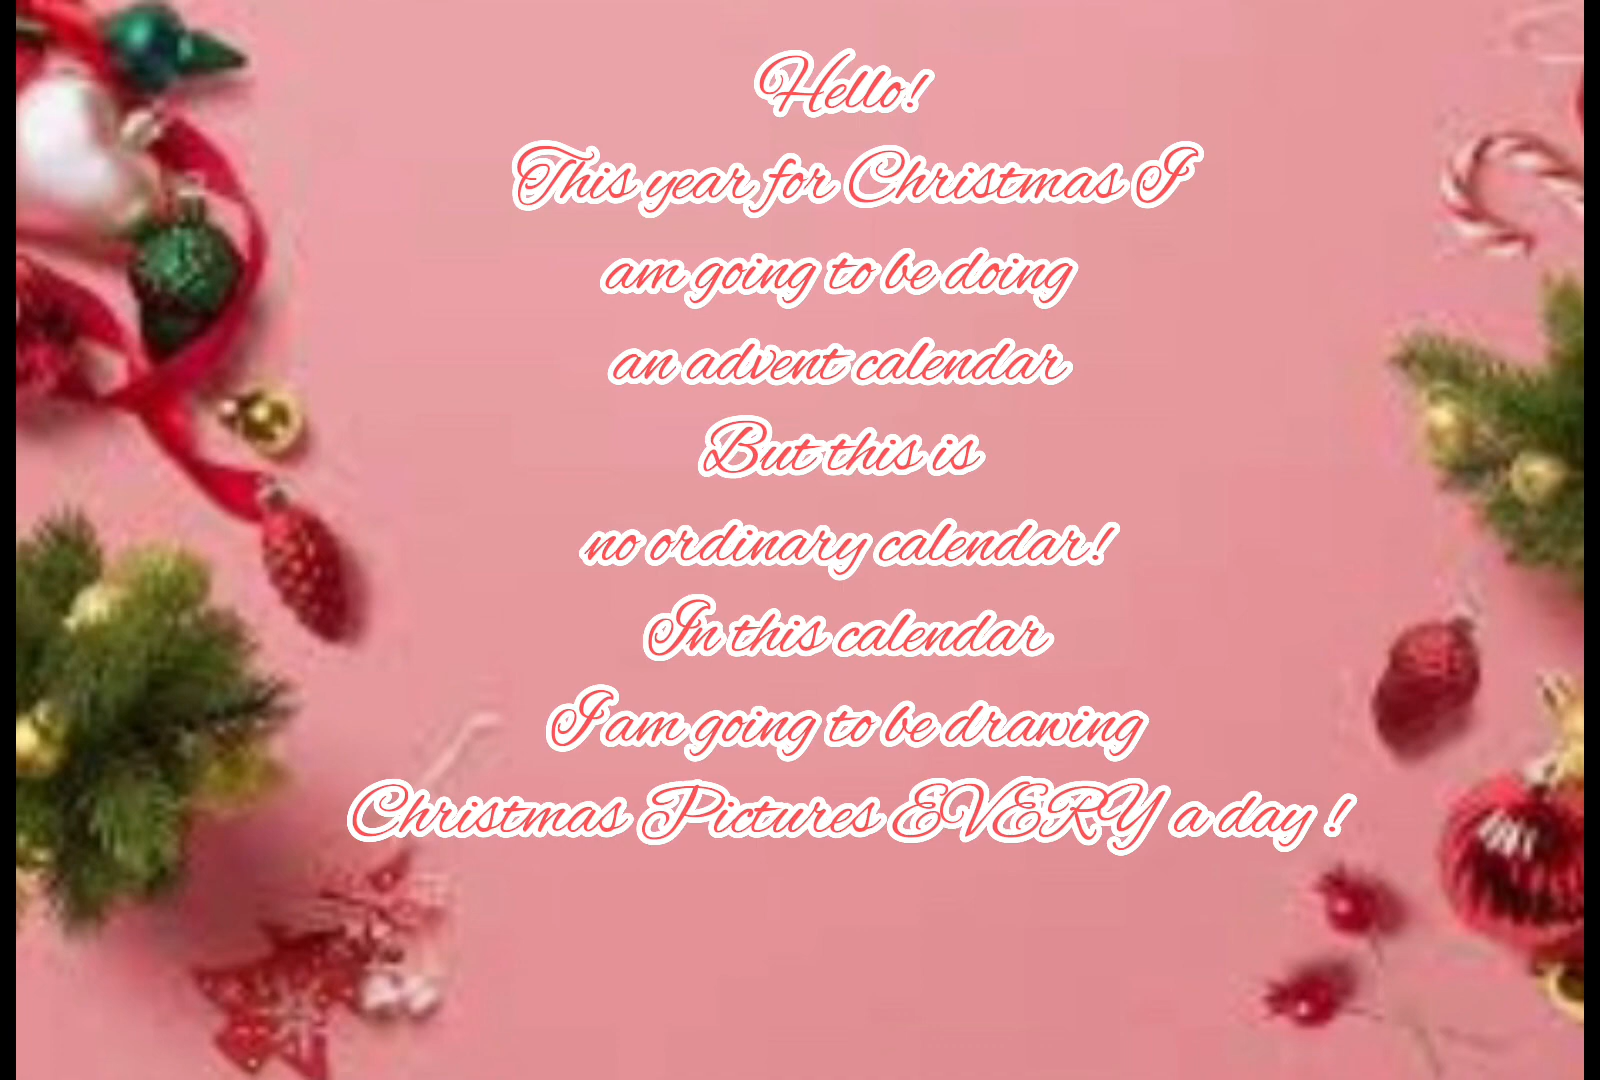 Hello!
This year for Christmas I
am going to be doing
an advent calendar
But this is
no ordinary calendar!
In this calendar
I am going to be drawing
Christmas Pictures EVERY a day !